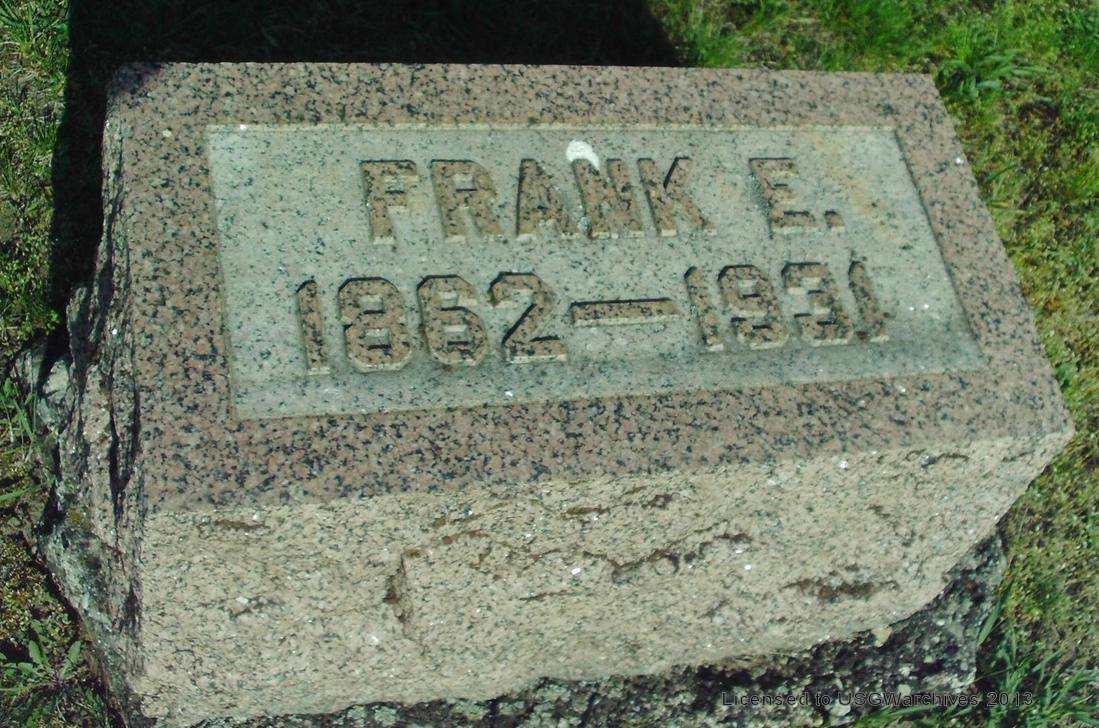 FRANK E.
1862—1931
Licensed to USGWarchives 2013